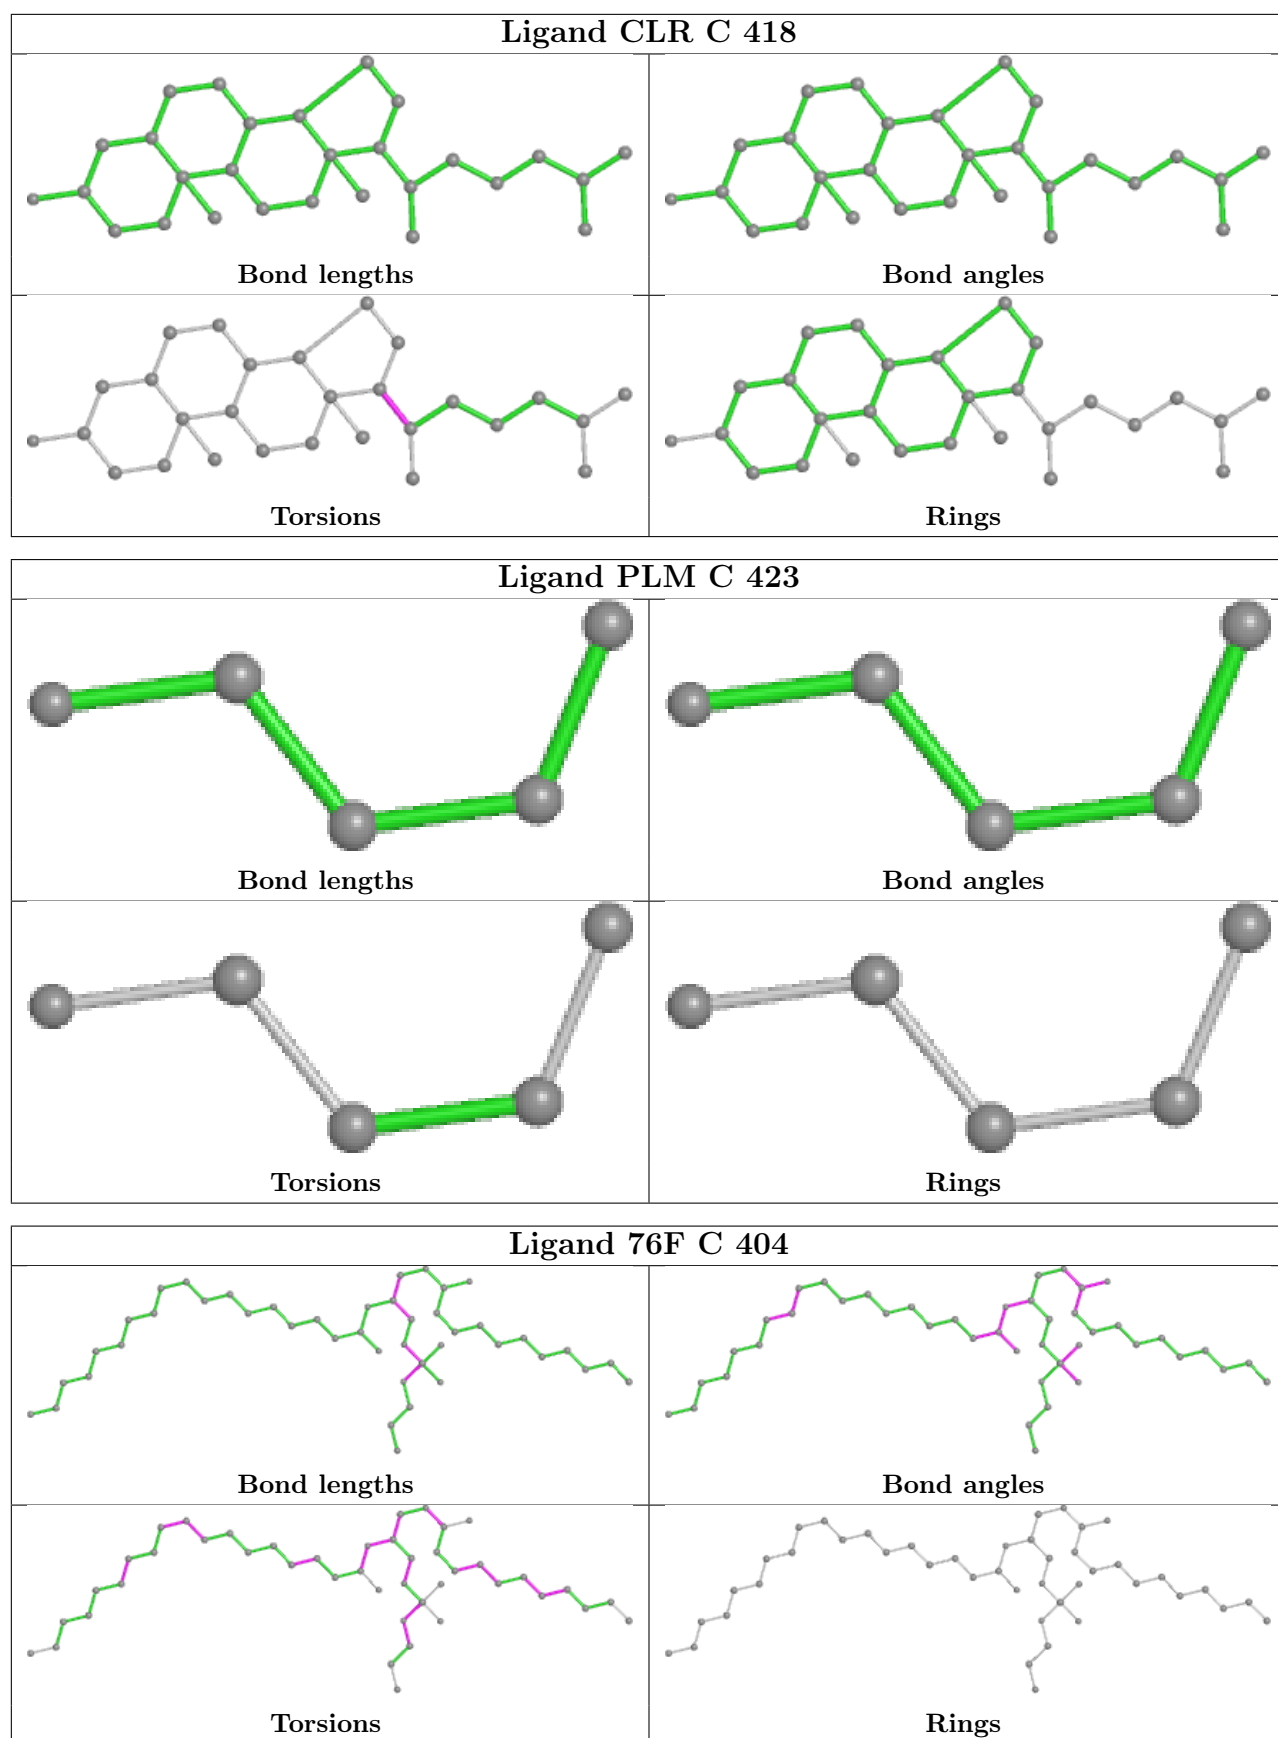 Ligand CLR C 418
Bond lengths
Bond angles
Torsions
Rings
Ligand PLM C 423
Bond lengths
Bond angles
Torsions
Rings
Ligand 76F C 404
Bond lengths
Bond angles
Torsions
Rings